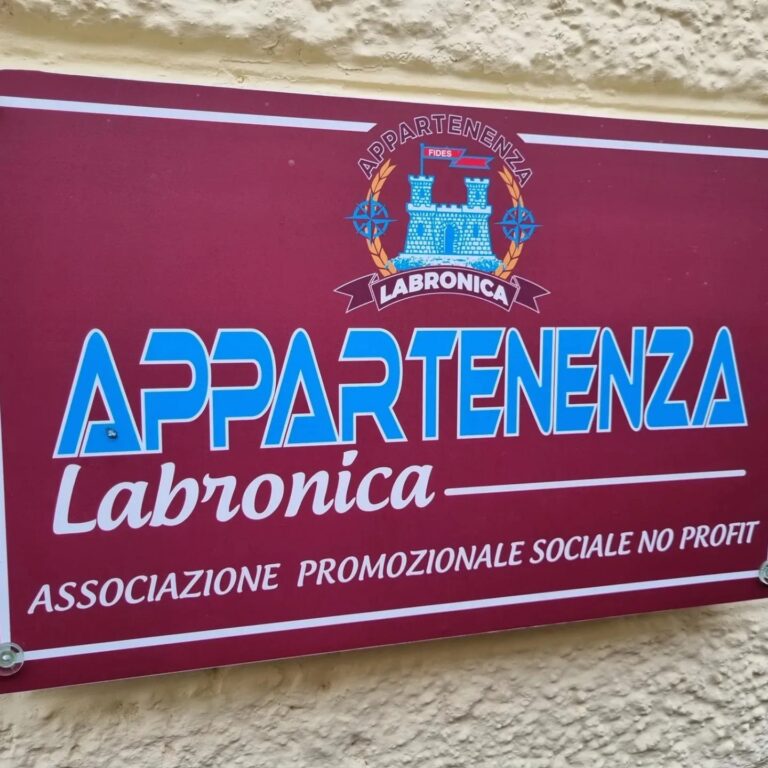 APPARTENENZA
FIDES
LABRONICA
APPARTENENZA
Labronica
ASSOCIAZIONE PROMOZIONALE SOCIALE NO PROFIT